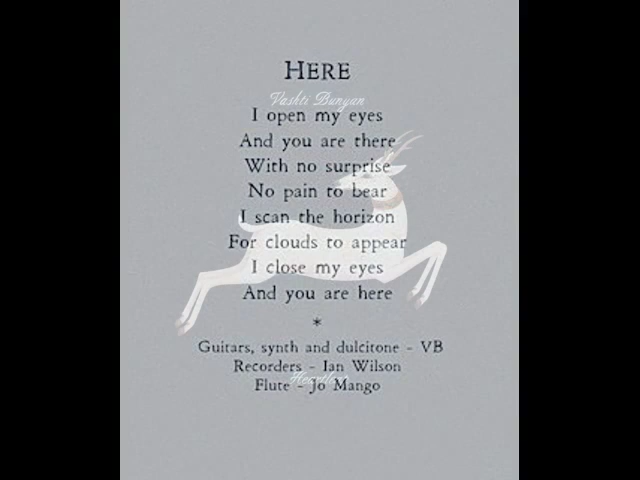 HERE
Vashti Bunyan
I open my eyes
And you are there
With no surprise
No pain to bear
I scan the horizon
For clouds to appear
I close my eyes
And you are here
*
Guitars, synth and dulcitone - VB
Recorders - Ian Wilson
Heartleap
Flute - Jo Mango